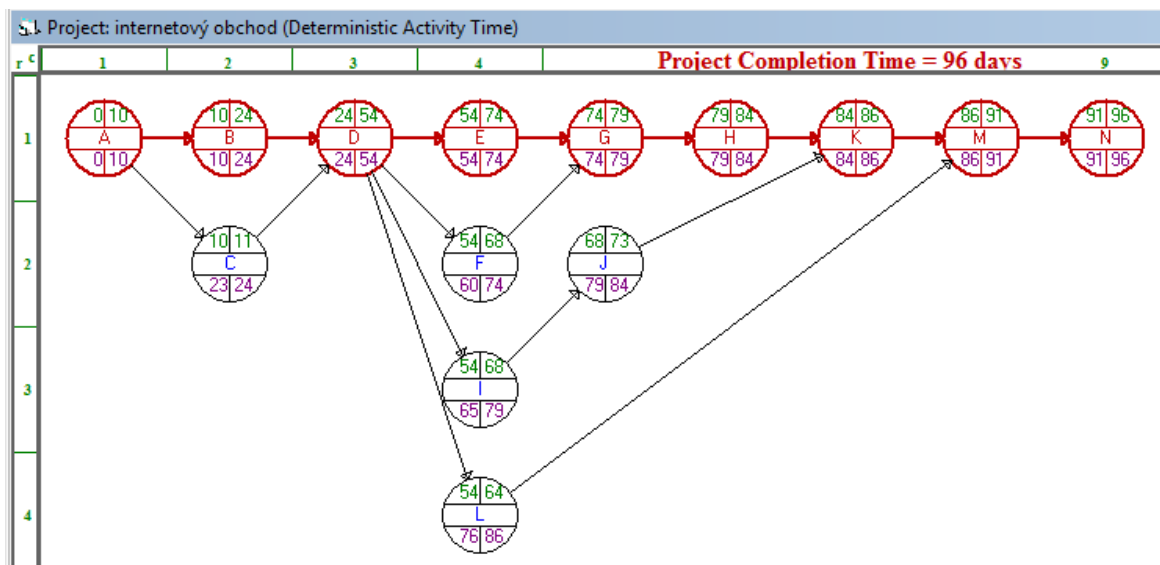 Project: internetový obchod (Deterministic Activity Time)
r c 1 2 3 4 Project Completion Time = 96 days 9
1
0 10 10 24 24 54 54 74 74 79 79 84 84 86 86 91 91 96
A B D E G H K M N
0 10 10 24 24 54 54 74 74 79 79 84 84 86 86 91 91 96
2
10 11 54 68 68 73
C F J
23 24 60 74 79 84
3
54 68
I
65 79
4
54 64
L
76 86